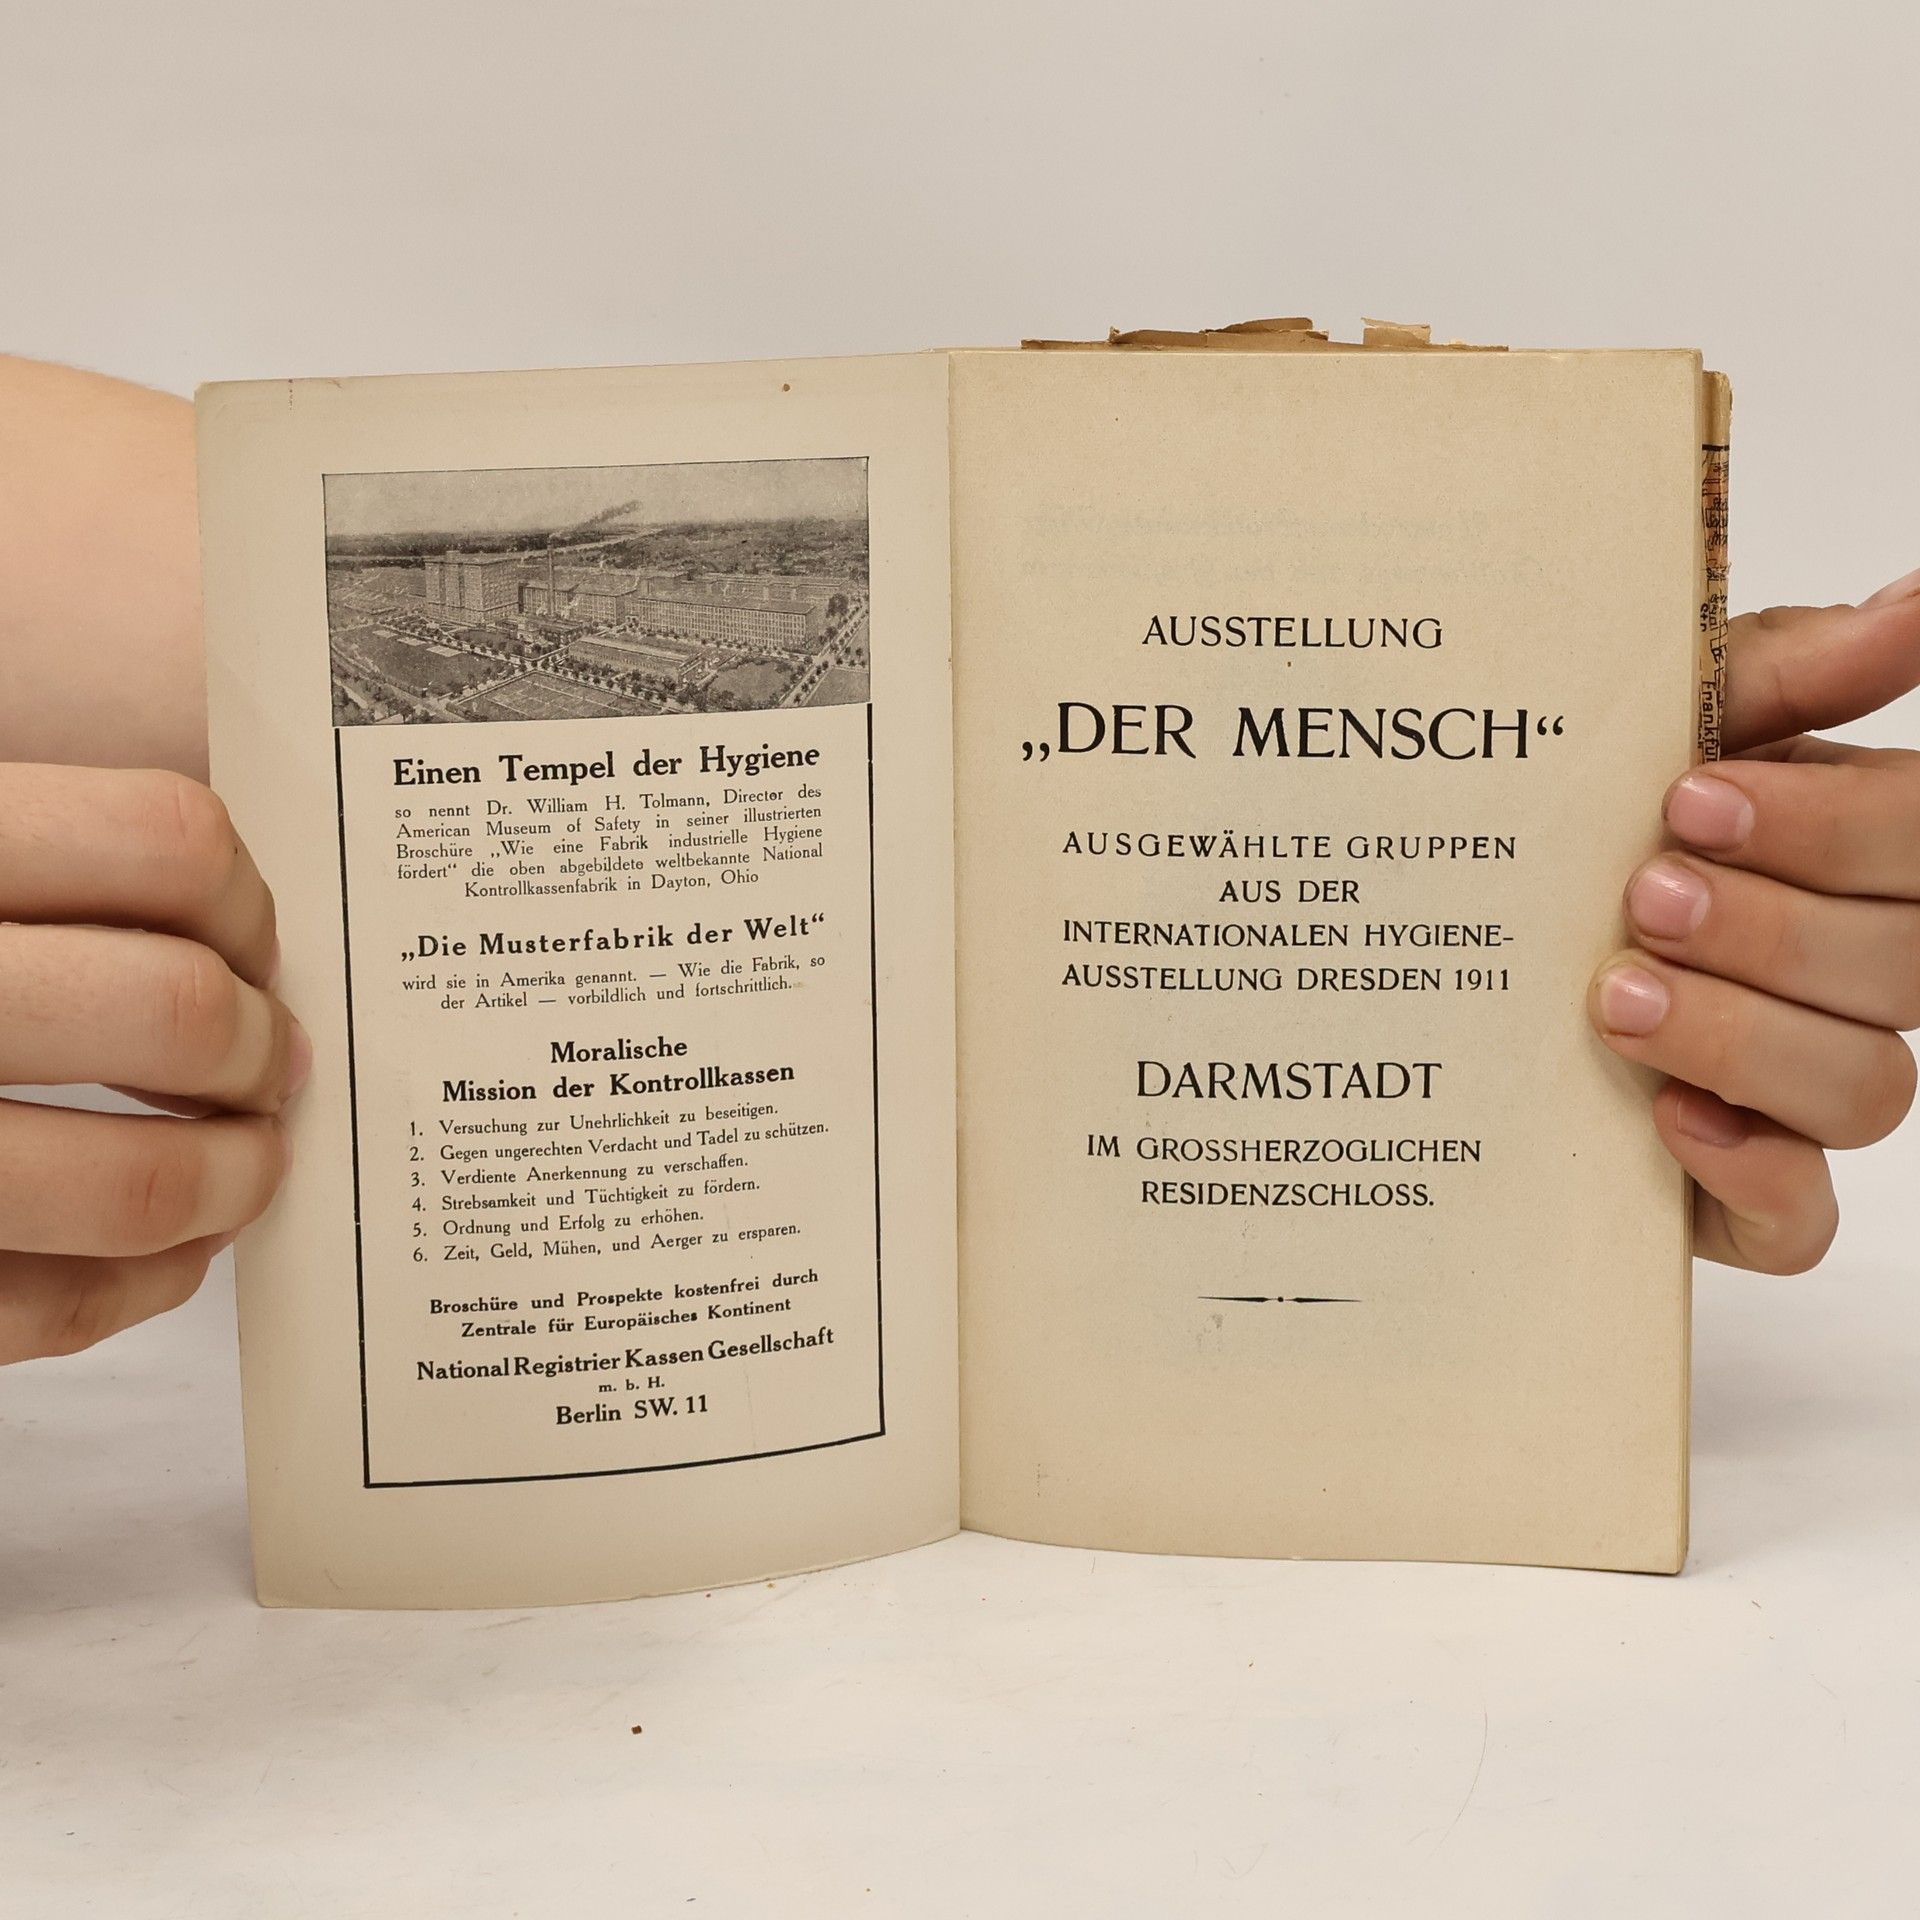 Einen Tempel der Hygiene
so nennt Dr. William H. Tolmann, Director des
American Museum of Safety in seiner illustrierten
Broschüre „Wie eine Fabrik industrielle Hygiene
fördert“ die oben abgebildete weltbekannte National
Kontrollkassenfabrik in Dayton, Ohio
„Die Musterfabrik der Welt“
wird sie in Amerika genannt. — Wie die Fabrik, so
der Artikel — vorbildlich und fortschrittlich.
Moralische
Mission der Kontrollkassen
1. Versuchung zur Unehrlichkeit zu beseitigen.
2. Gegen ungerechten Verdacht und Tadel zu schützen.
3. Verdiente Anerkennung zu verschaffen.
4. Strebsamkeit und Tüchtigkeit zu fördern.
5. Ordnung und Erfolg zu erhöhen.
6. Zeit, Geld, Mühen, und Aerger zu ersparen.
Broschüre und Prospekte kostenfrei durch
Zentrale für Europäisches Kontinent
National Registrier Kassen Gesellschaft
m. b. H.
Berlin SW. 11
AUSSTELLUNG
„DER MENSCH“
AUSGEWÄHLTE GRUPPEN
AUS DER
INTERNATIONALEN HYGIENE-
AUSSTELLUNG DRESDEN 1911
DARMSTADT
IM GROSSHERZOGLICHEN
RESIDENZSCHLOSS.